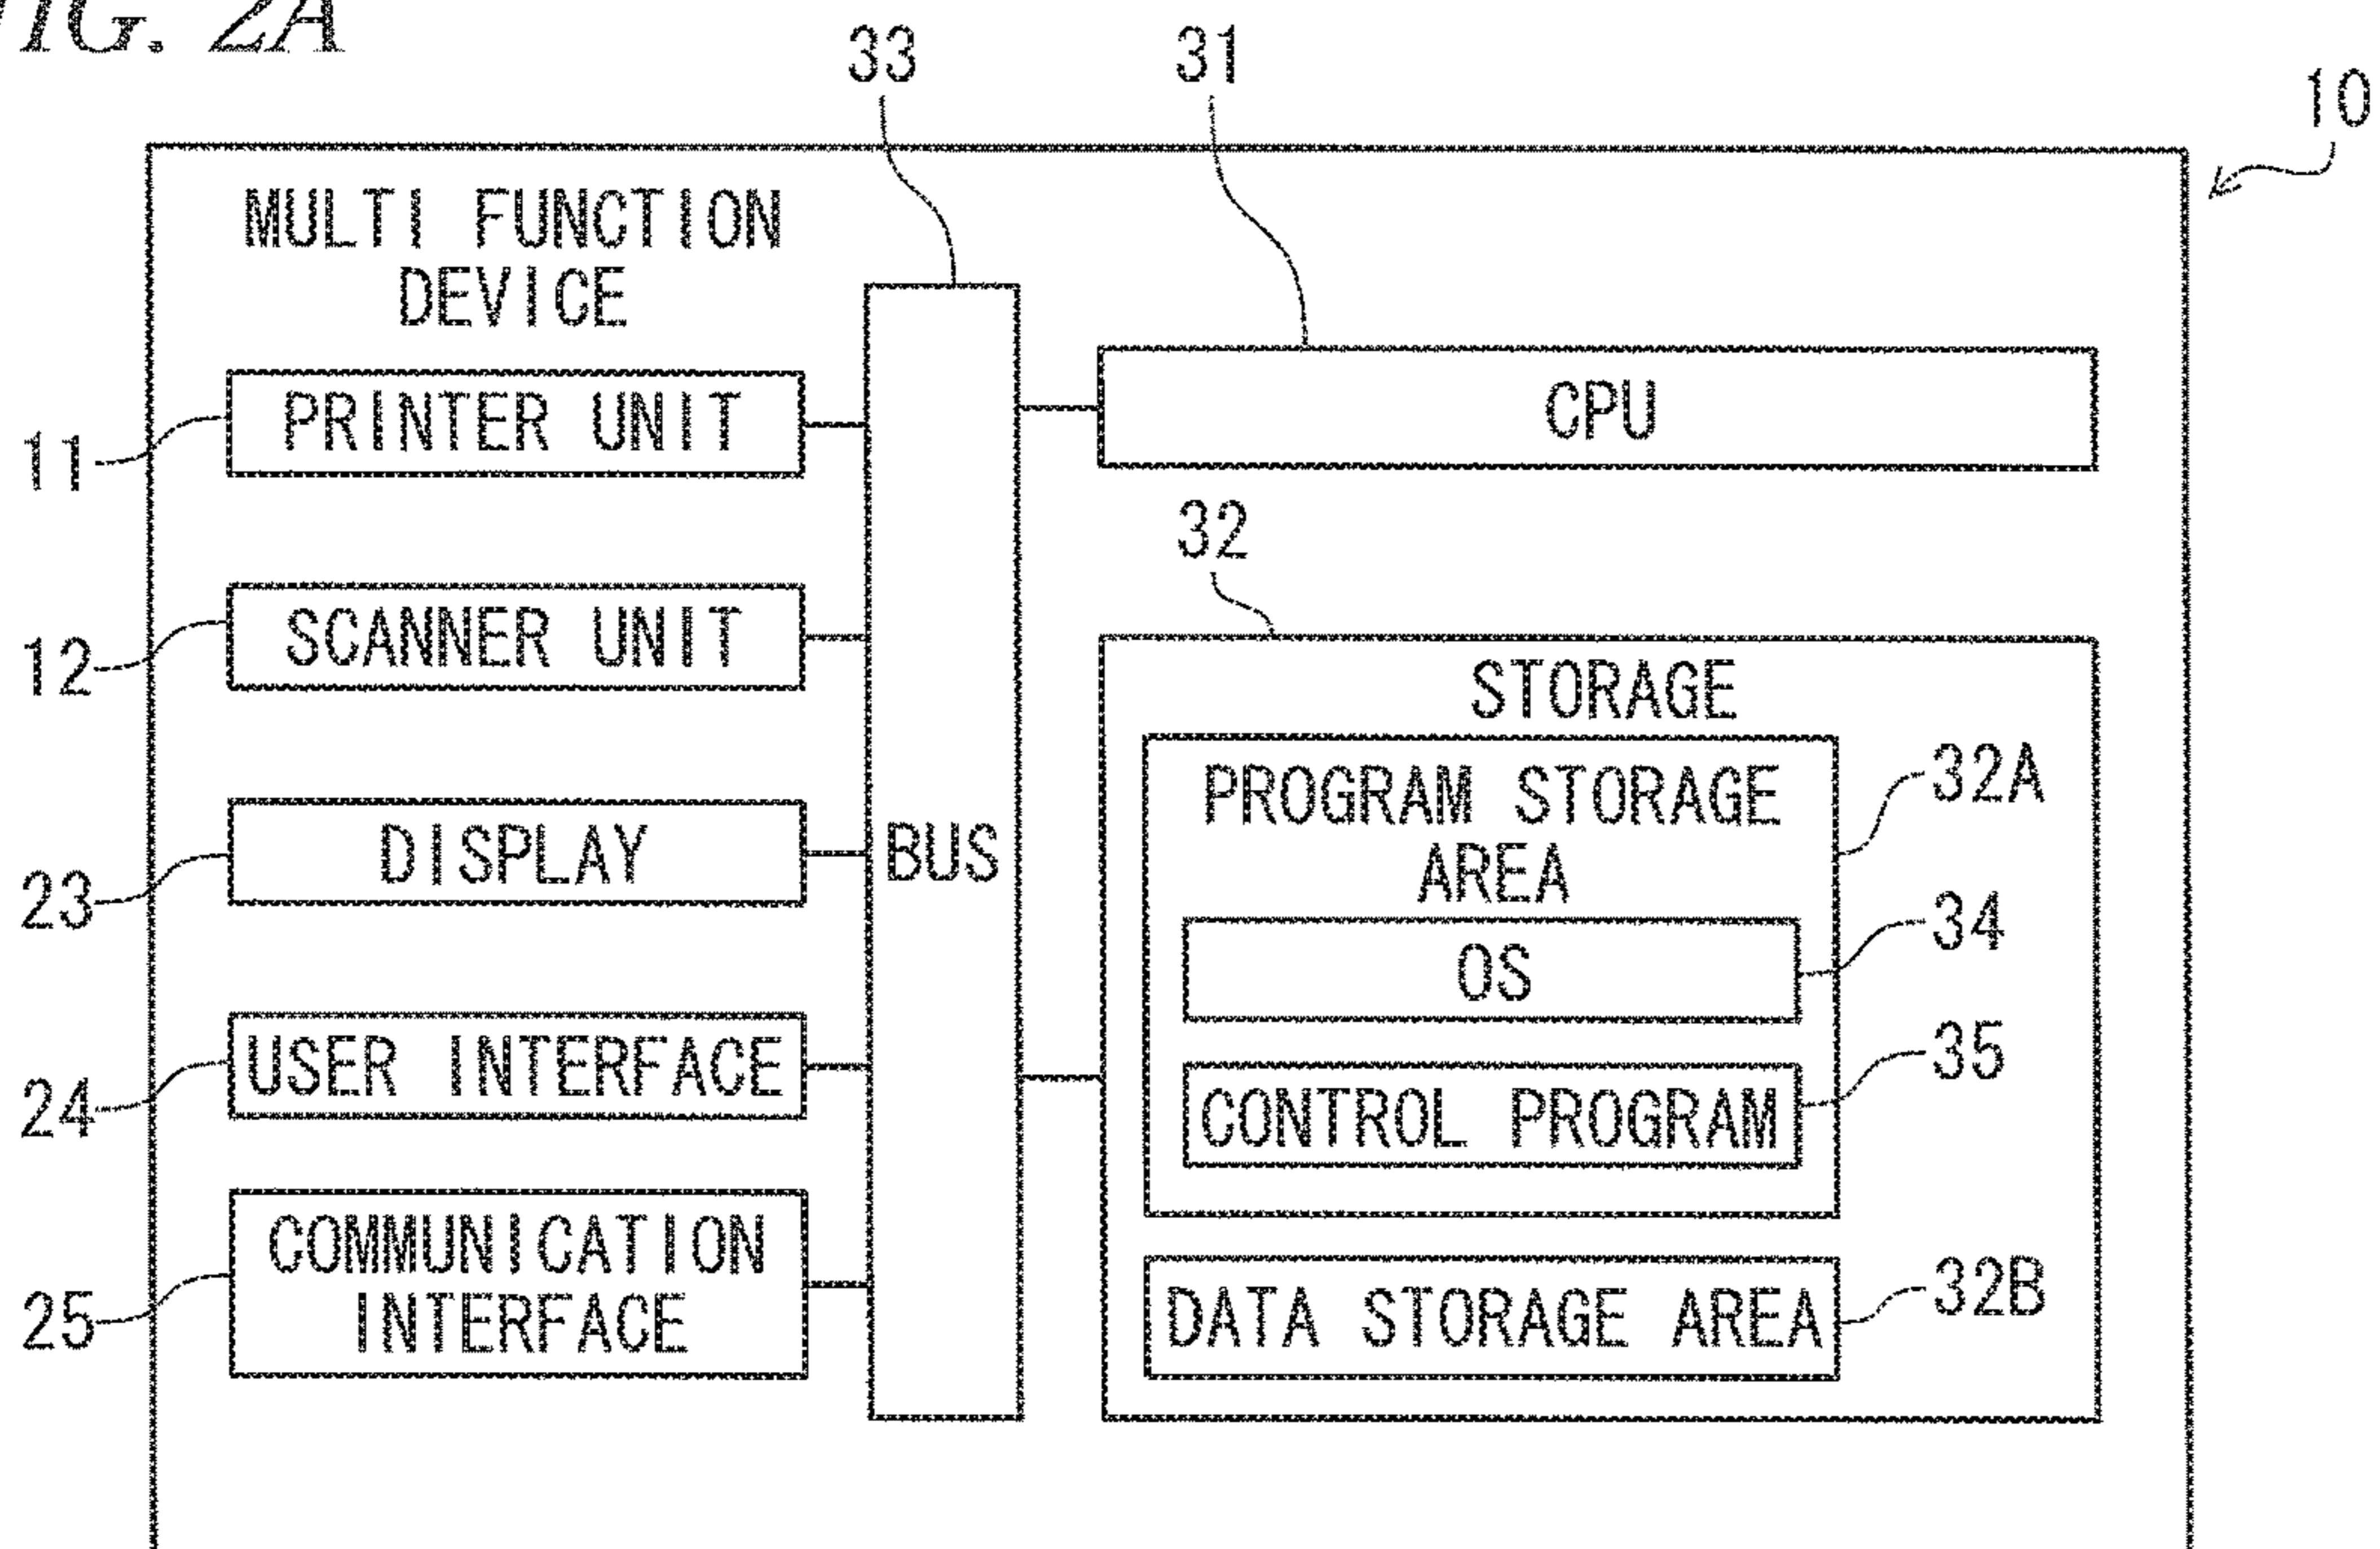 FIG. 2A
33
31
10
MULTI FUNCTION
DEVICE
11
PRINTER UNIT
CPU
12
SCANNER UNIT
32
STORAGE
23
DISPLAY
BUS
PROGRAM STORAGE
AREA
32A
OS
34
24
USER INTERFACE
CONTROL PROGRAM
35
25
COMMUNICATION
INTERFACE
DATA STORAGE AREA
32B